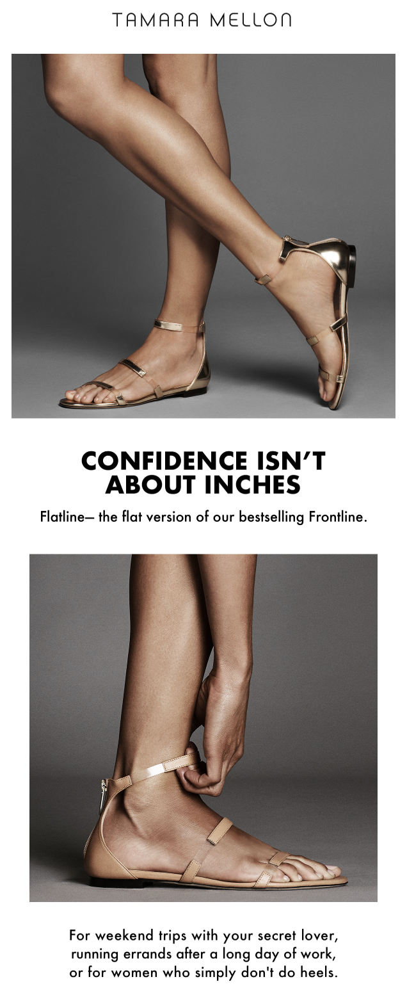 TAMARA MELLON
CONFIDENCE ISN’T
ABOUT INCHES
Flatline— the flat version of our bestselling Frontline.
For weekend trips with your secret lover,
running errands after a long day of work,
or for women who simply don't do heels.